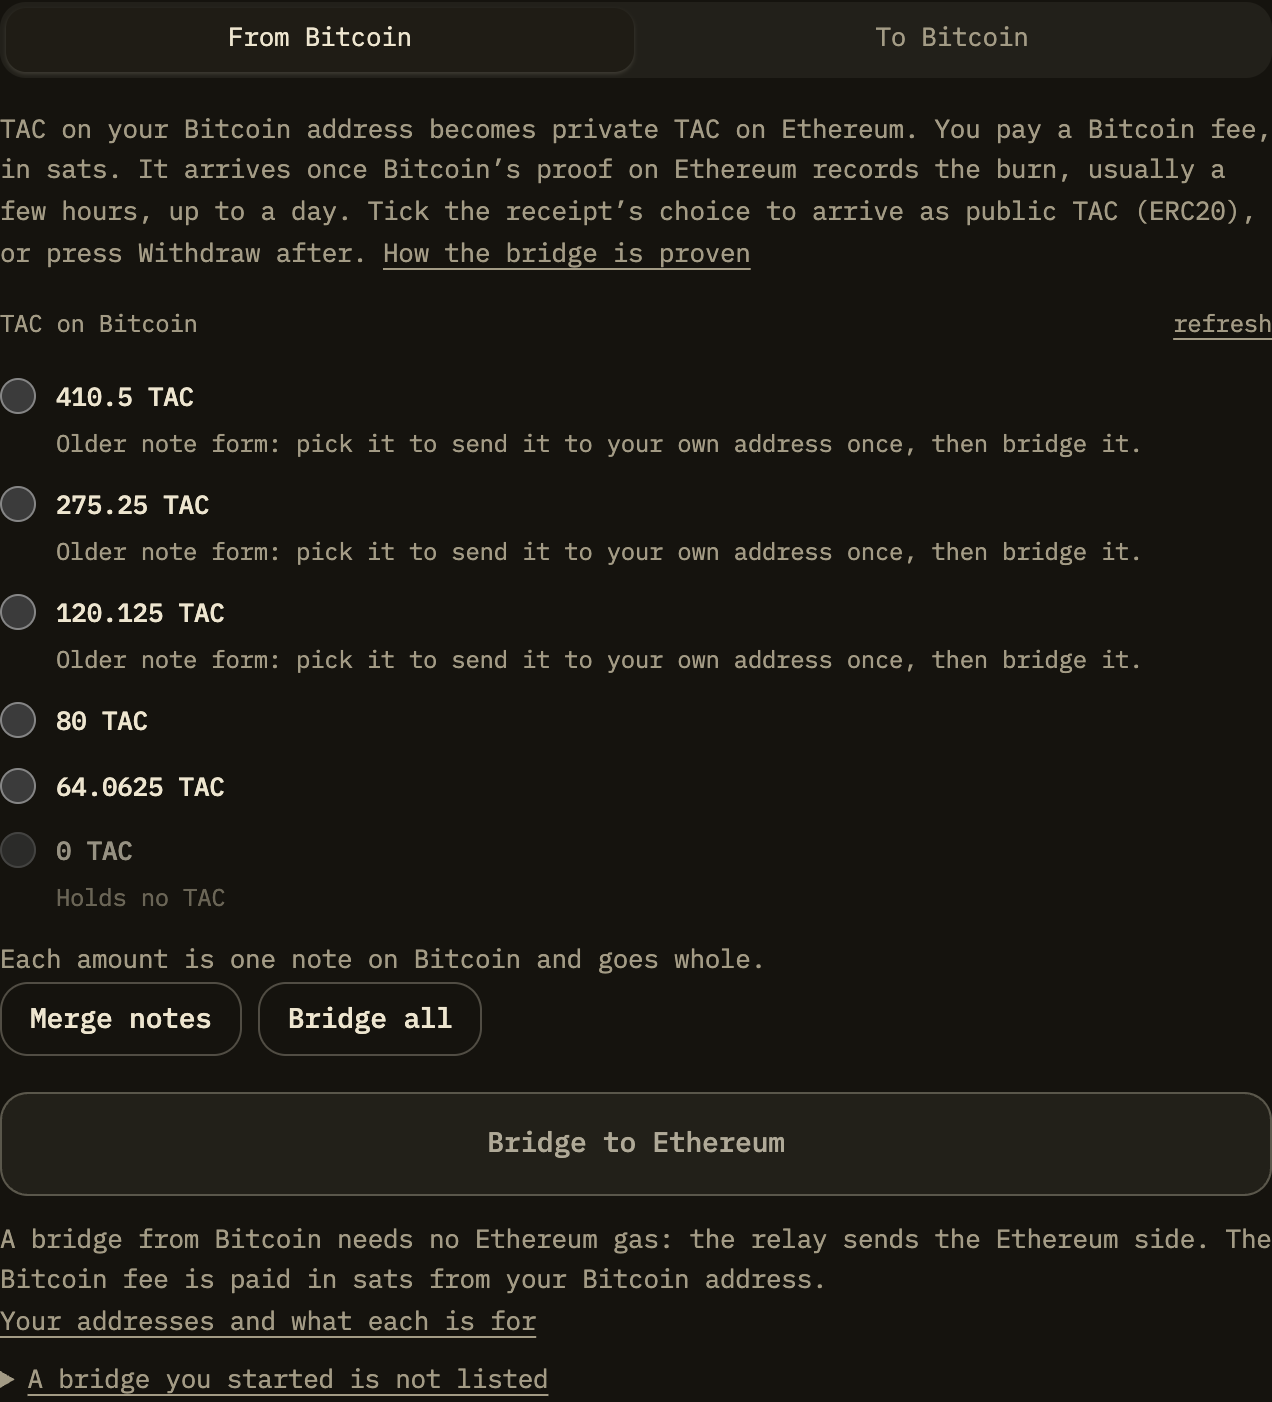 From Bitcoin
To Bitcoin
TAC on your Bitcoin address becomes private TAC on Ethereum. You pay a Bitcoin fee,
in sats. It arrives once Bitcoin’s proof on Ethereum records the burn, usually a
few hours, up to a day. Tick the receipt’s choice to arrive as public TAC (ERC20),
or press Withdraw after. How the bridge is proven
TAC on Bitcoin
refresh
410.5 TAC
Older note form: pick it to send it to your own address once, then bridge it.
275.25 TAC
Older note form: pick it to send it to your own address once, then bridge it.
120.125 TAC
Older note form: pick it to send it to your own address once, then bridge it.
80 TAC
64.0625 TAC
0 TAC
Holds no TAC
Each amount is one note on Bitcoin and goes whole.
Merge notes
Bridge all
Bridge to Ethereum
A bridge from Bitcoin needs no Ethereum gas: the relay sends the Ethereum side. The
Bitcoin fee is paid in sats from your Bitcoin address.
Your addresses and what each is for
A bridge you started is not listed